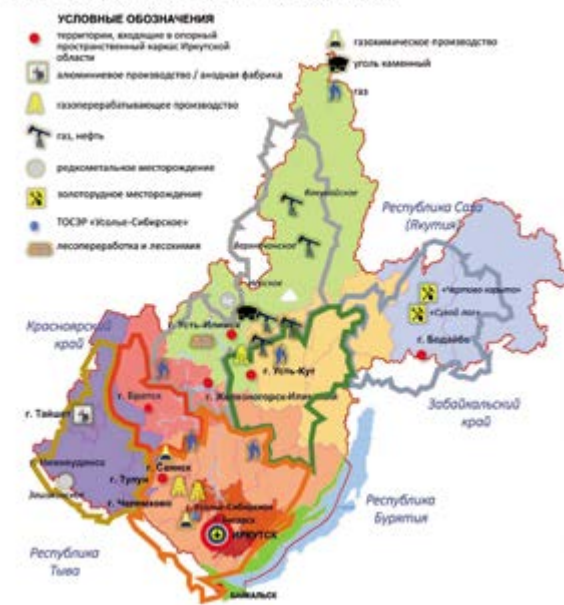 УСЛОВНЫЕ ОБОЗНАЧЕНИЯ
территории, входящие в опорный
пространственный каркас Иркутской
области
алюминиевое производство / анодная фабрика
газоперерабатывающее производство
газ, нефть
редкометальное месторождение
золоторудное месторождение
ТОСЭР «Усолье-Сибирское»
лесопереработка и лесохимия
газохимическое производство
уголь каменный
газ
Республика Саха
(Якутия)
«Чертово корыто»
«Сухой лог»
г. Бодайбо
Красноярский
край
г. Усть-Илимск
г. Усть-Кут
г. Братск
г. Железногорск-Илимский
Забайкальский
край
г. Тайшет
г. Нижнеудинск
г. Саянск
г. Тулун
г. Черемхово
г. Усолье-Сибирское
Ангарск
ИРКУТСК
Республика
Бурятия
Республика
Тыва
БАЙКАЛЬСК